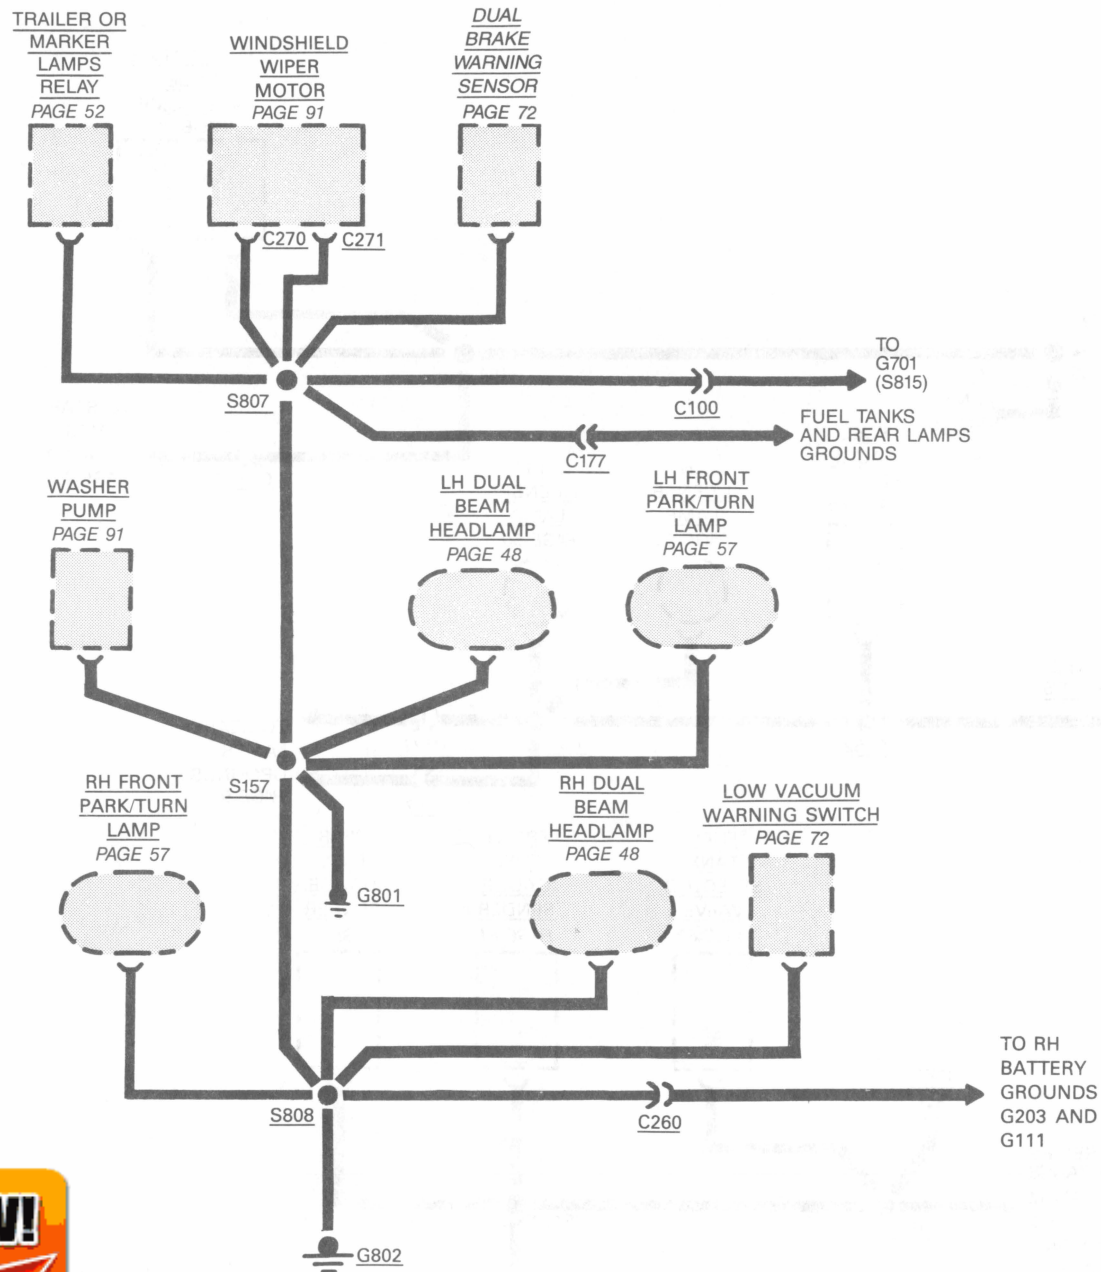 TRAILER OR
MARKER
LAMPS
RELAY
PAGE 52
WINDSHIELD
WIPER
MOTOR
PAGE 91
DUAL
BRAKE
WARNING
SENSOR
PAGE 72
C270
C271
S807
C100
TO
G701
(S815)
C177
FUEL TANKS
AND REAR LAMPS
GROUNDS
WASHER
PUMP
PAGE 91
LH DUAL
BEAM
HEADLAMP
PAGE 48
LH FRONT
PARK/TURN
LAMP
PAGE 57
S157
G801
RH FRONT
PARK/TURN
LAMP
PAGE 57
RH DUAL
BEAM
HEADLAMP
PAGE 48
LOW VACUUM
WARNING SWITCH
PAGE 72
S808
C260
TO RH
BATTERY
GROUNDS
G203 AND
G111
G802